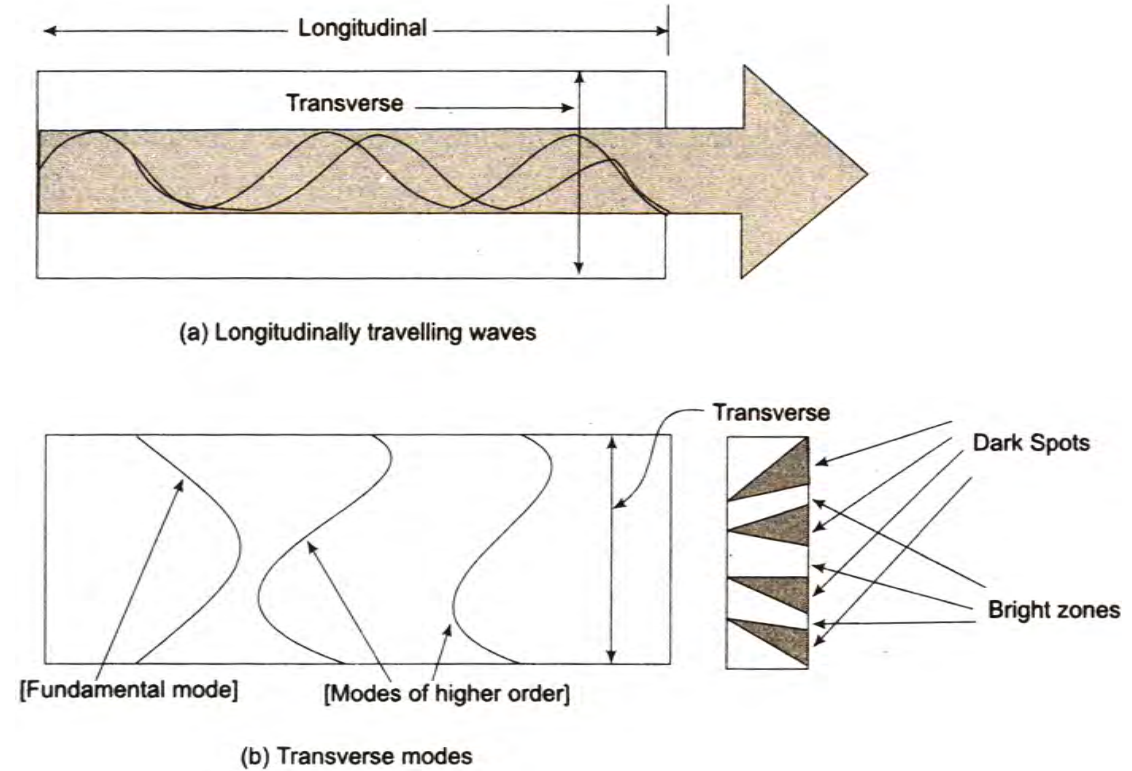 Longitudinal
Transverse
(a) Longitudinally travelling waves
Transverse
Dark Spots
Bright zones
[Fundamental mode]
[Modes of higher order]
(b) Transverse modes